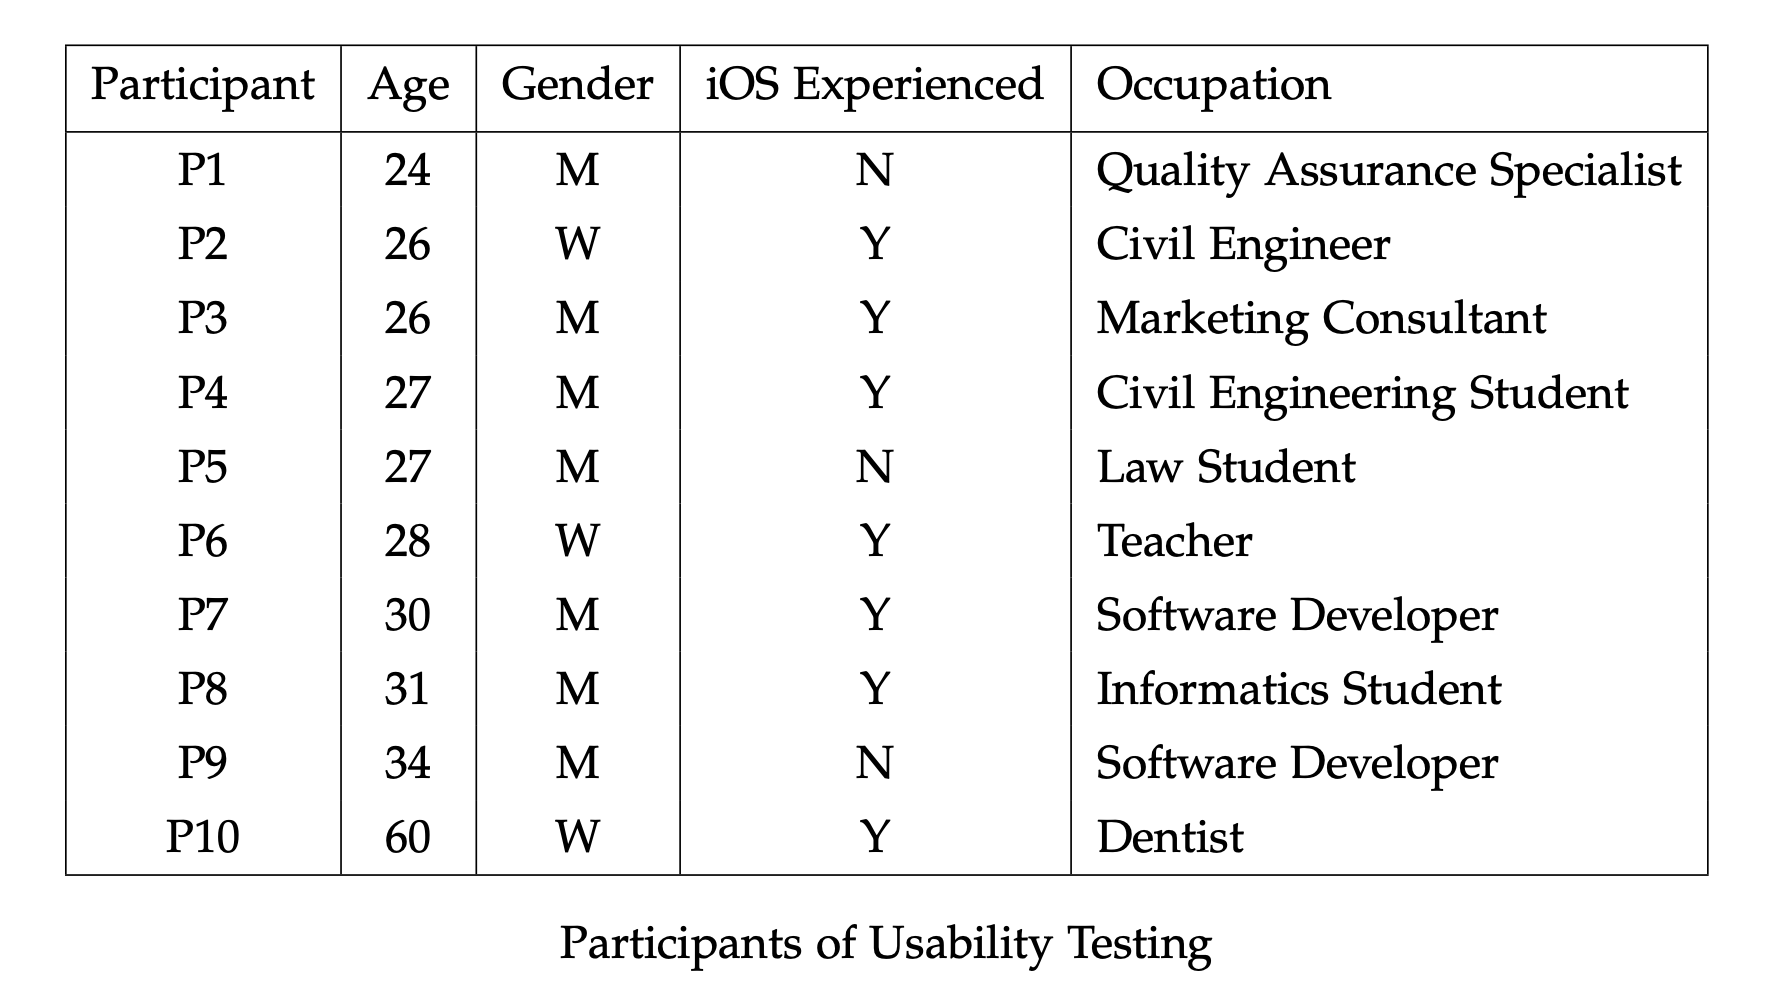 Participant Age Gender iOS Experienced Occupation
P1 24 M N Quality Assurance Specialist
P2 26 W Y Civil Engineer
P3 26 M Y Marketing Consultant
P4 27 M Y Civil Engineering Student
P5 27 M N Law Student
P6 28 W Y Teacher
P7 30 M Y Software Developer
P8 31 M Y Informatics Student
P9 34 M N Software Developer
P10 60 W Y Dentist
Participants of Usability Testing